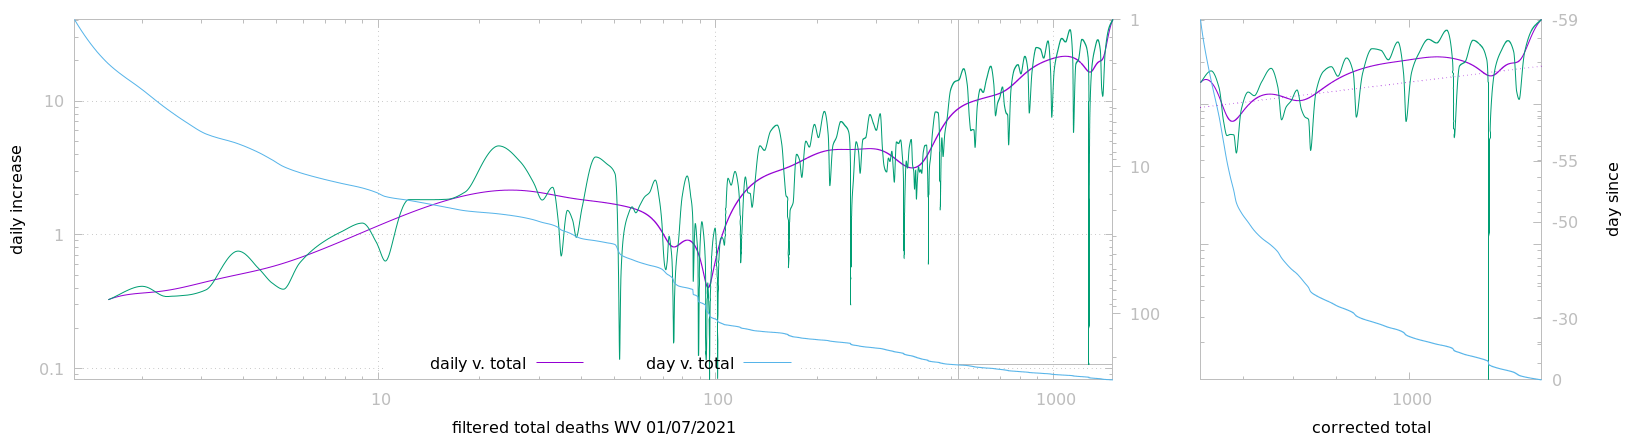 daily increase
10
1
0.1
daily v. total
day v. total
10
100
1000
filtered total deaths WV 01/07/2021
1
10
100
1000
corrected total
-59
-55
-50
-30
0
day since